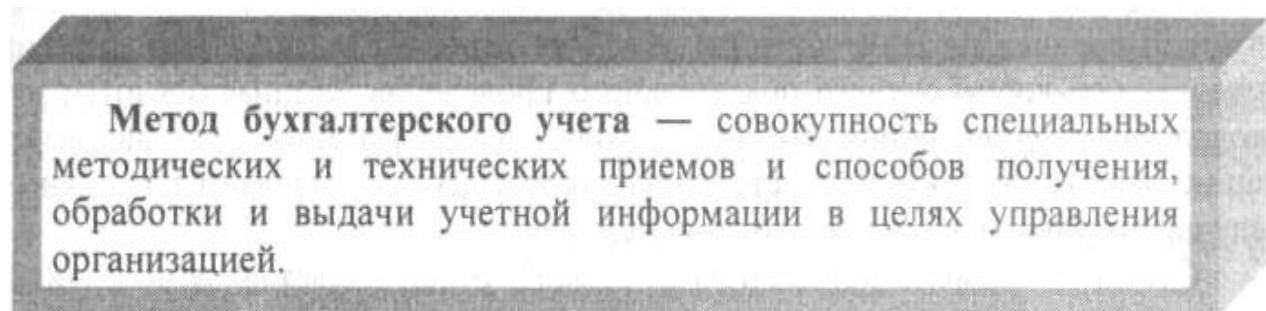 Метод бухгалтерского учета — совокупность специальных
методических и технических приемов и способов получения,
обработки и выдачи учетной информации в целях управления
организацией.